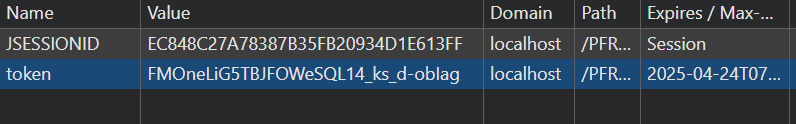 Name Value Domain Path Expires / Max-...
JSESSIONID EC848C27A78387B35FB20934D1E613FF localhost /PFR... Session
token FMOneLiG5TBJFOWeSQL14_ks_d-oblag localhost /PFR... 2025-04-24T07...